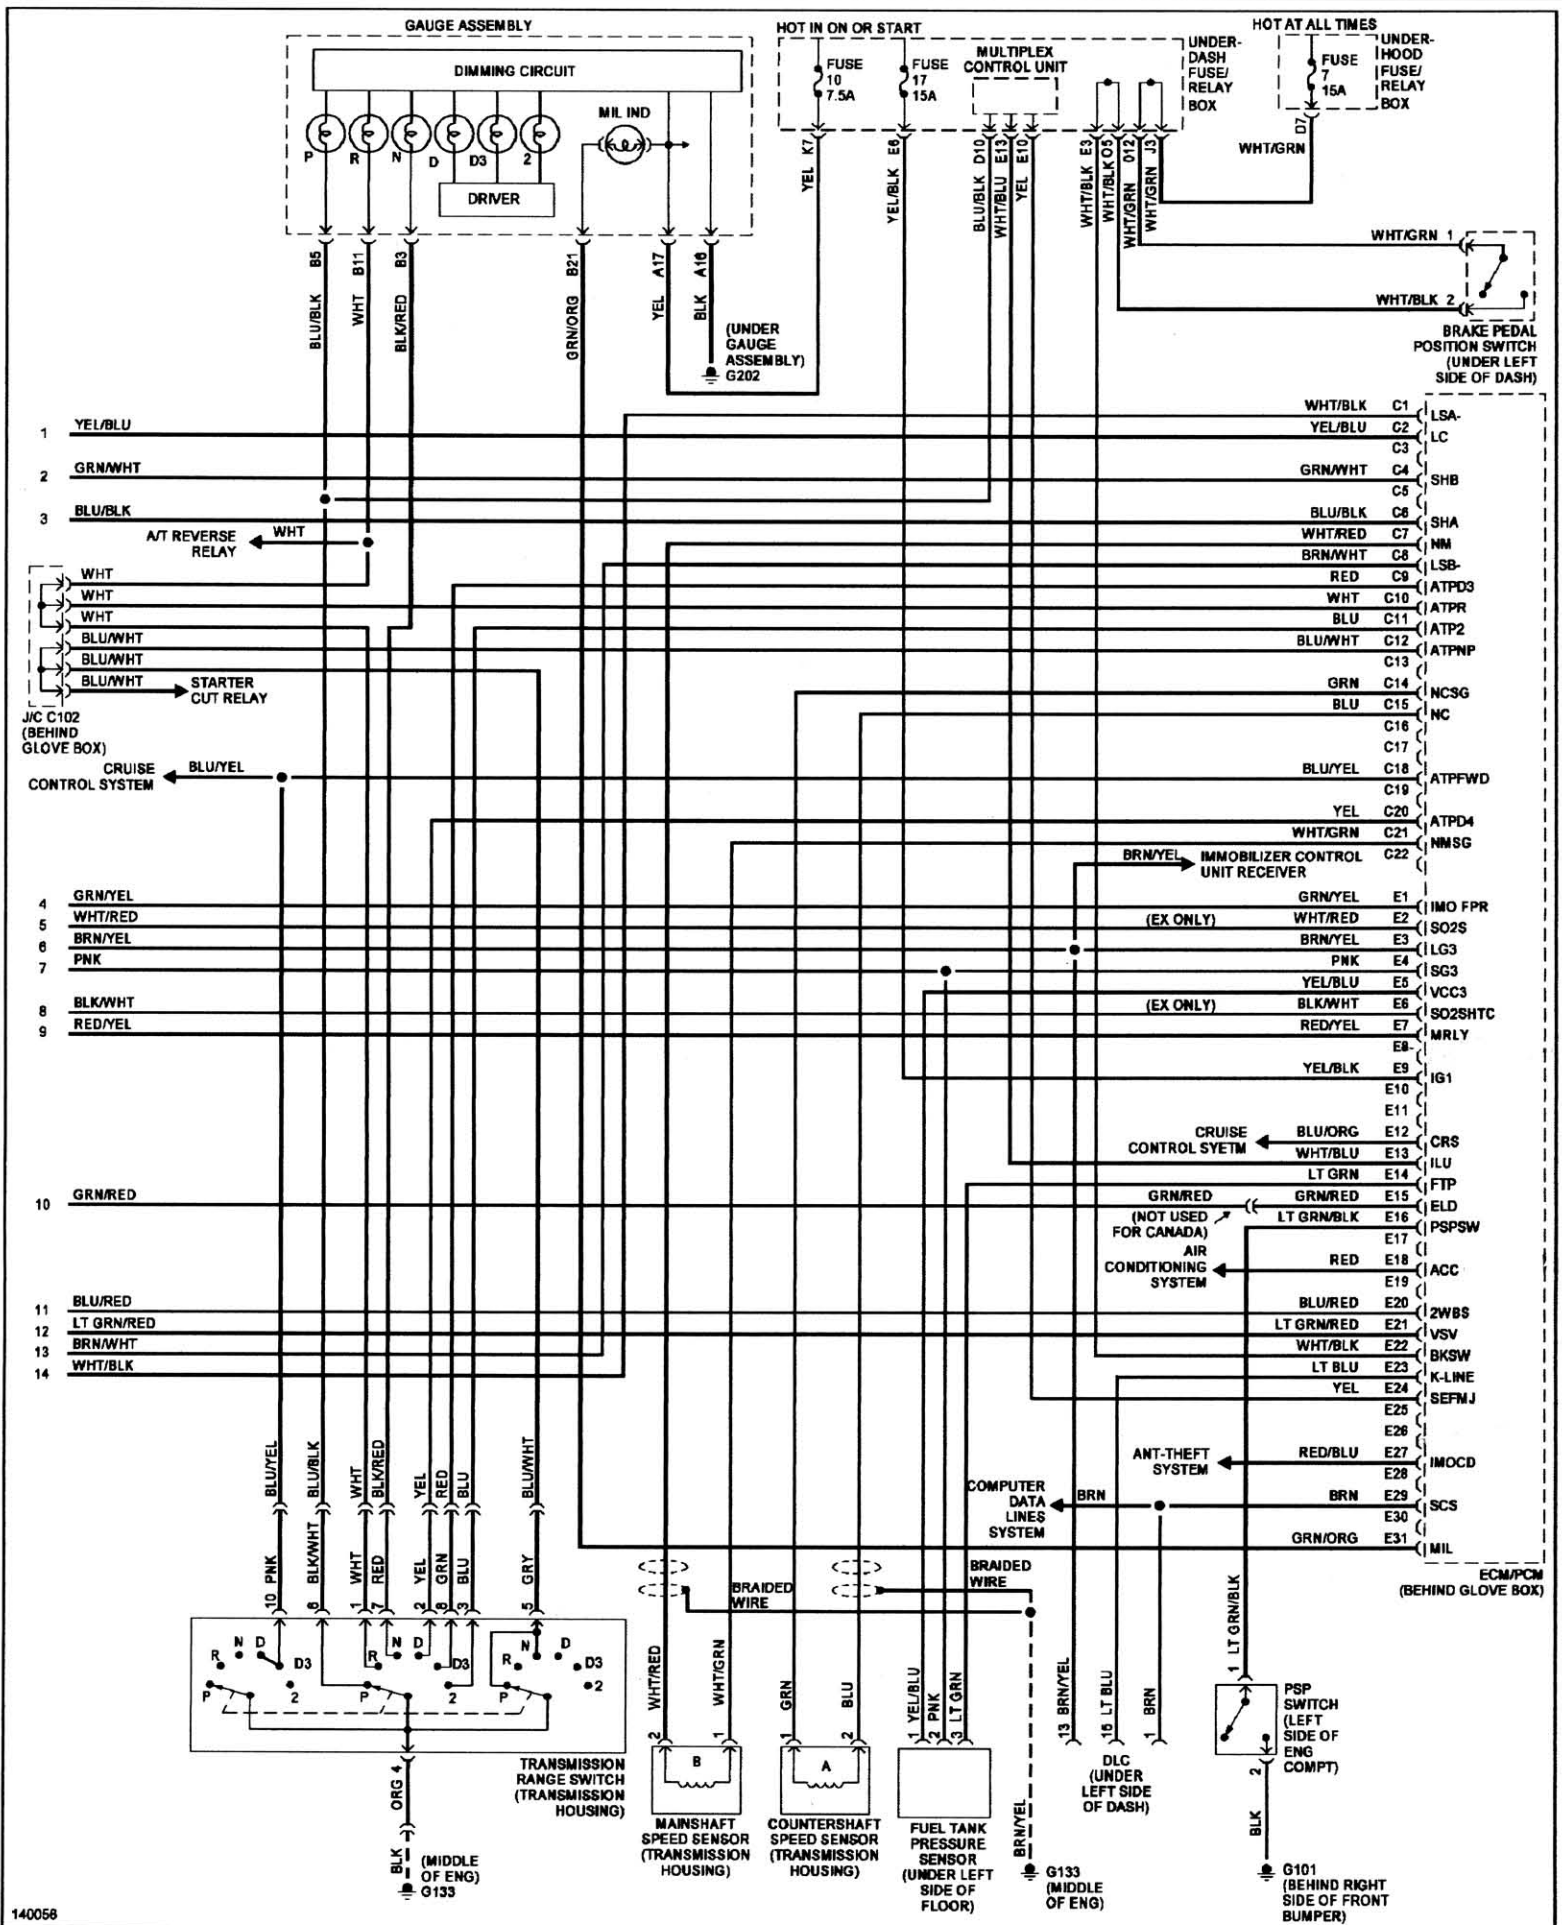 GAUGE ASSEMBLY
DIMMING CIRCUIT
MIL IND
P
R
N
D
D3
2
DRIVER
HOT IN ON OR START
FUSE
10
7.5A
FUSE
17
15A
MULTIPLEX
CONTROL UNIT
UNDER-
DASH
FUSE/
RELAY
BOX
HOT AT ALL TIMES
FUSE
7
15A
UNDER-
HOOD
FUSE/
RELAY
BOX
D7
WHT/GRN
YEL K7
YEL/BLK E6
BLU/BLK D10
WHT/BLU E13
YEL E10
WHT/BLK E3
WHT/BLK O5
WHT/GRN O12
WHT/GRN J3
WHT/GRN 1
WHT/BLK 2
BRAKE PEDAL
POSITION SWITCH
(UNDER LEFT
SIDE OF DASH)
BLU/BLK B5
WHT B11
BLK/RED B3
GRN/ORG B21
YEL A17
BLK A16
(UNDER
GAUGE
ASSEMBLY)
G202
1 YEL/BLU
2 GRN/WHT
3 BLU/BLK
A/T REVERSE
RELAY
WHT
WHT
WHT
WHT
BLU/WHT
BLU/WHT
BLU/WHT
STARTER
CUT RELAY
J/C C102
(BEHIND
GLOVE BOX)
CRUISE
CONTROL SYSTEM
BLU/YEL
4 GRN/YEL
5 WHT/RED
6 BRN/YEL
7 PNK
8 BLK/WHT
9 RED/YEL
10 GRN/RED
11 BLU/RED
12 LT GRN/RED
13 BRN/WHT
14 WHT/BLK
WHT/BLK C1 LSA-
YEL/BLU C2 LC
C3
GRN/WHT C4 SHB
C5
BLU/BLK C6 SHA
WHT/RED C7 NM
BRN/WHT C8 LSB-
RED C9 ATPD3
WHT C10 ATPR
BLU C11 ATP2
BLU/WHT C12 ATPNP
C13
GRN C14 NCSG
BLU C15 NC
C16
C17
BLU/YEL C18 ATPFWD
C19
YEL C20 ATPD4
WHT/GRN C21 NMSG
C22
BRN/YEL
IMMOBILIZER CONTROL
UNIT RECEIVER
GRN/YEL E1 IMO FPR
(EX ONLY) WHT/RED E2 SO2S
BRN/YEL E3 LG3
PNK E4 SG3
YEL/BLU E5 VCC3
(EX ONLY) BLK/WHT E6 SO2SHTC
RED/YEL E7 MRLY
E8-
YEL/BLK E9 IG1
E10
E11
CRUISE
CONTROL SYETM
BLU/ORG E12 CRS
WHT/BLU E13 ILU
LT GRN E14 FTP
GRN/RED
GRN/RED E15 ELD
(NOT USED
FOR CANADA)
LT GRN/BLK E16 PSPSW
E17
AIR
CONDITIONING
SYSTEM
RED E18 ACC
E19
BLU/RED E20 2WBS
LT GRN/RED E21 VSV
WHT/BLK E22 BKSW
LT BLU E23 K-LINE
YEL E24 SEFMJ
E25
E26
ANT-THEFT
SYSTEM
RED/BLU E27 IMOCD
E28
COMPUTER
DATA
LINES
SYSTEM
BRN
BRN E29 SCS
E30
GRN/ORG E31 MIL
ECM/PCM
(BEHIND GLOVE BOX)
BLU/YEL
BLU/BLK
WHT
BLK/RED
YEL
RED
BLU
BLU/WHT
10 PNK
6 BLK/WHT
1 WHT
7 RED
2 YEL
8 GRN
3 BLU
5 GRY
P
R
N
D
D3
2
P
R
N
D
D3
2
P
R
N
D
D3
2
TRANSMISSION
RANGE SWITCH
(TRANSMISSION
HOUSING)
ORG 4
BLK
(MIDDLE
OF ENG)
G133
BRAIDED
WIRE
BRAIDED
WIRE
2 WHT/RED
1 WHT/GRN
B
MAINSHAFT
SPEED SENSOR
(TRANSMISSION
HOUSING)
1 GRN
2 BLU
A
COUNTERSHAFT
SPEED SENSOR
(TRANSMISSION
HOUSING)
1 YEL/BLU
2 PNK
3 LT GRN
FUEL TANK
PRESSURE
SENSOR
(UNDER LEFT
SIDE OF
FLOOR)
BRN/YEL
G133
(MIDDLE
OF ENG)
13 BRN/YEL
15 LT BLU
1 BRN
DLC
(UNDER
LEFT SIDE
OF DASH)
1 LT GRN/BLK
PSP
SWITCH
(LEFT
SIDE OF
ENG
COMPT)
2
BLK
G101
(BEHIND RIGHT
SIDE OF FRONT
BUMPER)
140056